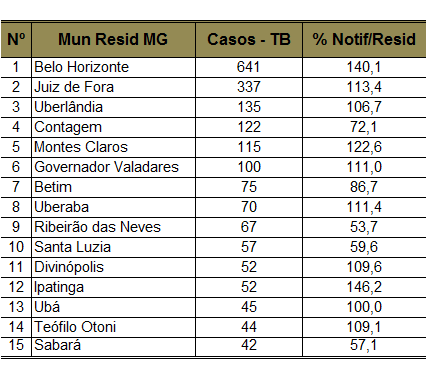 Nº Mun Resid MG Casos - TB % Notif/Resid
1 Belo Horizonte 641 140,1
2 Juiz de Fora 337 113,4
3 Uberlândia 135 106,7
4 Contagem 122 72,1
5 Montes Claros 115 122,6
6 Governador Valadares 100 111,0
7 Betim 75 86,7
8 Uberaba 70 111,4
9 Ribeirão das Neves 67 53,7
10 Santa Luzia 57 59,6
11 Divinópolis 52 109,6
12 Ipatinga 52 146,2
13 Ubá 45 100,0
14 Teófilo Otoni 44 109,1
15 Sabará 42 57,1